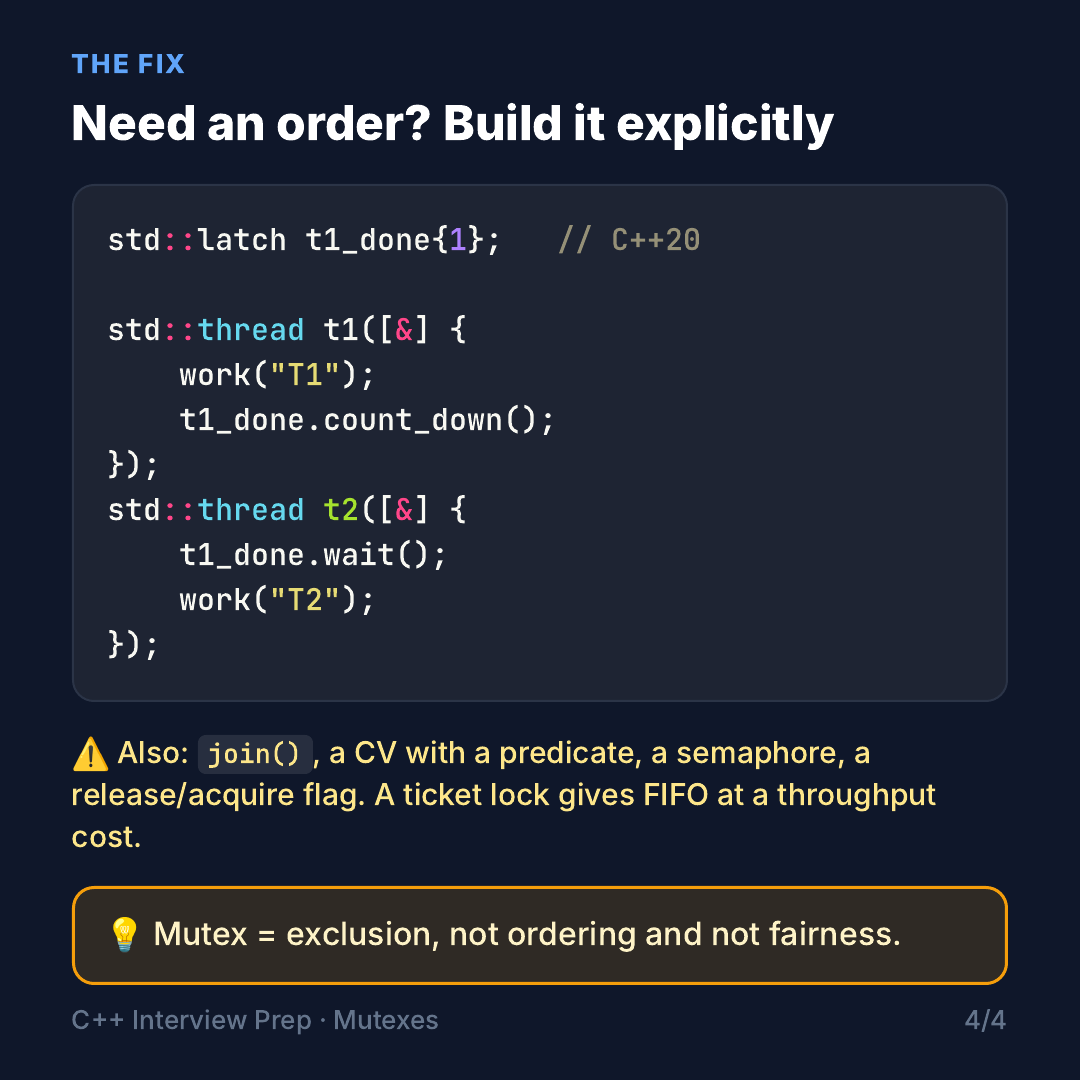 THE FIX
Need an order? Build it explicitly
std::latch t1_done{1};   // C++20
std::thread t1([&] {
    work("T1");
    t1_done.count_down();
});
std::thread t2([&] {
    t1_done.wait();
    work("T2");
});
⚠️ Also: join(), a CV with a predicate, a semaphore, a
release/acquire flag. A ticket lock gives FIFO at a throughput
cost.
💡 Mutex = exclusion, not ordering and not fairness.
C++ Interview Prep · Mutexes
4/4